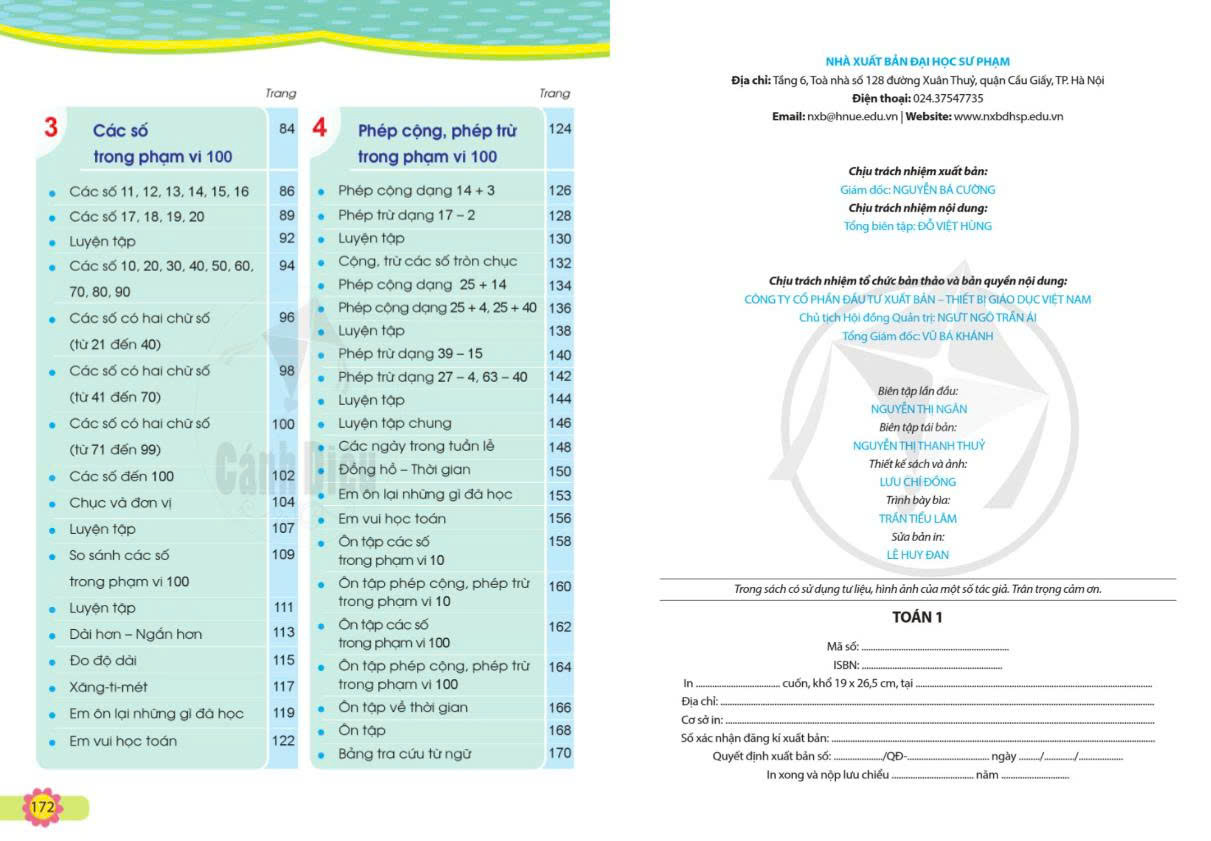 Trang
3 Các số 84
trong phạm vi 100
Các số 11, 12, 13, 14, 15, 16 86
Các số 17, 18, 19, 20 89
Luyện tập 92
Các số 10, 20, 30, 40, 50, 60, 94
70, 80, 90
Các số có hai chữ số 96
(từ 21 đến 40)
Các số có hai chữ số 98
(từ 41 đến 70)
Các số có hai chữ số 100
(từ 71 đến 99)
Các số đến 100 102
Chục và đơn vị 104
Luyện tập 107
So sánh các số 109
trong phạm vi 100
Luyện tập 111
Dài hơn – Ngắn hơn 113
Đo độ dài 115
Xăng-ti-mét 117
Em ôn lại những gì đã học 119
Em vui học toán 122
Trang
4 Phép cộng, phép trừ 124
trong phạm vi 100
Phép cộng dạng 14 + 3 126
Phép trừ dạng 17 – 2 128
Luyện tập 130
Cộng, trừ các số tròn chục 132
Phép cộng dạng 25 + 14 134
Phép cộng dạng 25 + 4, 25 + 40 136
Luyện tập 138
Phép trừ dạng 39 – 15 140
Phép trừ dạng 27 – 4, 63 – 40 142
Luyện tập 144
Luyện tập chung 146
Các ngày trong tuần lễ 148
Đồng hồ – Thời gian 150
Em ôn lại những gì đã học 153
Em vui học toán 156
Ôn tập các số 158
trong phạm vi 10
Ôn tập phép cộng, phép trừ 160
trong phạm vi 10
Ôn tập các số 162
trong phạm vi 100
Ôn tập phép cộng, phép trừ 164
trong phạm vi 100
Ôn tập về thời gian 166
Ôn tập 168
Bảng tra cứu từ ngữ 170
Cánh Diều
172
NHÀ XUẤT BẢN ĐẠI HỌC SƯ PHẠM
Địa chỉ: Tầng 6, Toà nhà số 128 đường Xuân Thuỷ, quận Cầu Giấy, TP. Hà Nội
Điện thoại: 024.37547735
Email: nxb@hnue.edu.vn | Website: www.nxbdhsp.edu.vn
Chịu trách nhiệm xuất bản:
Giám đốc: NGUYỄN BÁ CƯỜNG
Chịu trách nhiệm nội dung:
Tổng biên tập: ĐỖ VIỆT HÙNG
Chịu trách nhiệm tổ chức bản thảo và bản quyền nội dung:
CÔNG TY CỔ PHẦN ĐẦU TƯ XUẤT BẢN – THIẾT BỊ GIÁO DỤC VIỆT NAM
Chủ tịch Hội đồng Quản trị: NGƯT NGÔ TRẦN ÁI
Tổng Giám đốc: VŨ BÁ KHÁNH
Biên tập lần đầu:
NGUYỄN THỊ NGÂN
Biên tập tái bản:
NGUYỄN THỊ THANH THUỶ
Thiết kế sách và ảnh:
LƯU CHÍ ĐỒNG
Trình bày bìa:
TRẦN TIỂU LÂM
Sửa bản in:
LÊ HUY ĐAN
Trong sách có sử dụng tư liệu, hình ảnh của một số tác giả. Trân trọng cảm ơn.
TOÁN 1
Mã số: ..........
ISBN: ..........
In .......... cuốn, khổ 19 x 26,5 cm, tại ..........
Địa chỉ: ..........
Cơ sở in: ..........
Số xác nhận đăng kí xuất bản: ..........
Quyết định xuất bản số: ........../QĐ-.......... ngày ......../........../..........
In xong và nộp lưu chiểu .......... năm ..........